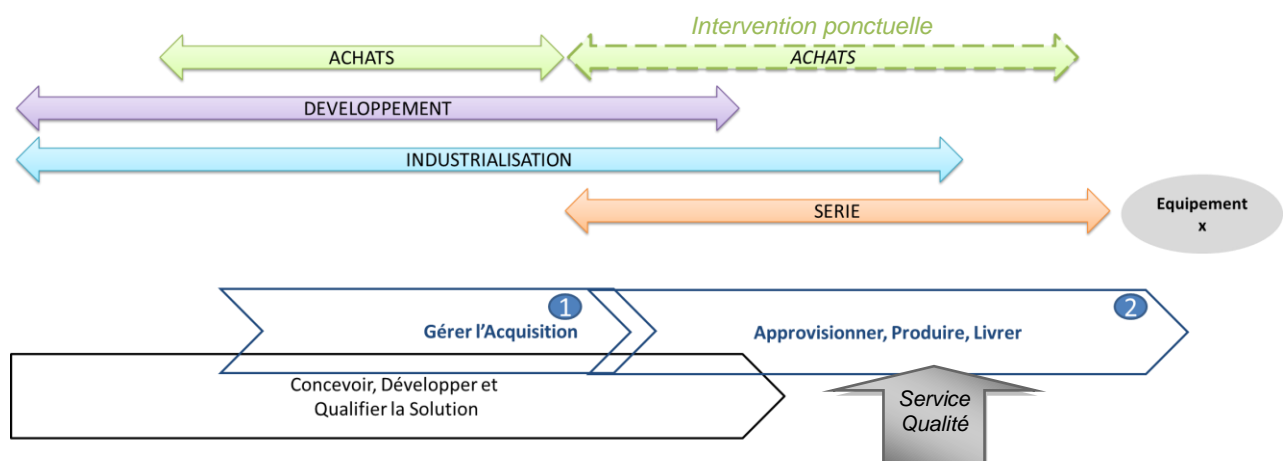 Intervention ponctuelle
ACHATS
ACHATS
DEVELOPPEMENT
INDUSTRIALISATION
SERIE
Equipement
x
1
2
Gérer l'Acquisition
Approvisionner, Produire, Livrer
Concevoir, Développer et
Qualifier la Solution
Service
Qualité